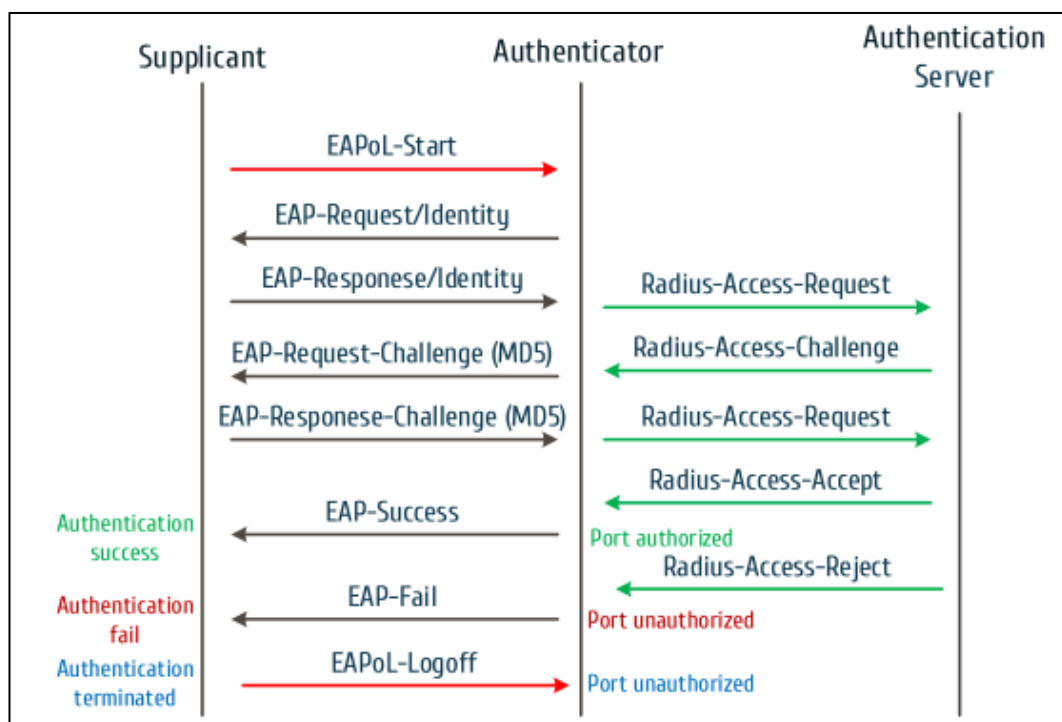 Supplicant
Authenticator
Authentication
Server
EAPoL-Start
EAP-Request/Identity
EAP-Responese/Identity
Radius-Access-Request
EAP-Request-Challenge (MD5)
Radius-Access-Challenge
EAP-Responese-Challenge (MD5)
Radius-Access-Request
Radius-Access-Accept
EAP-Success
Authentication
success
Port authorized
Radius-Access-Reject
EAP-Fail
Authentication
fail
Port unauthorized
EAPoL-Logoff
Authentication
terminated
Port unauthorized